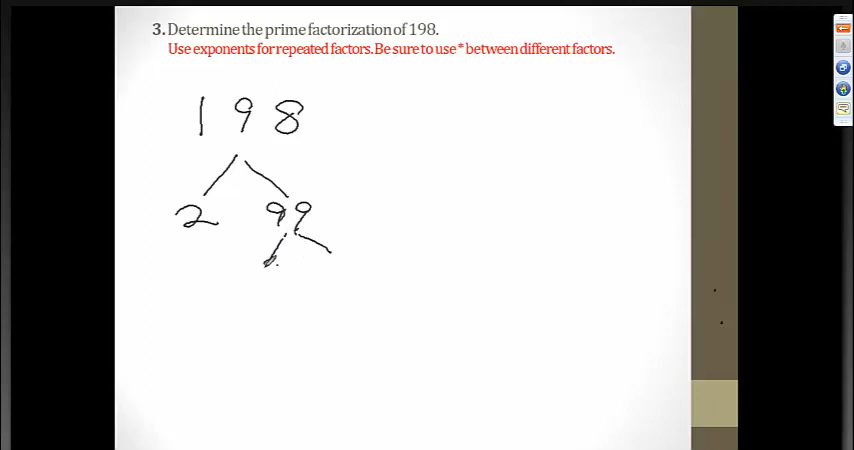 3. Determine the prime factorization of 198.
Use exponents for repeated factors. Be sure to use * between different factors.
198
2 99